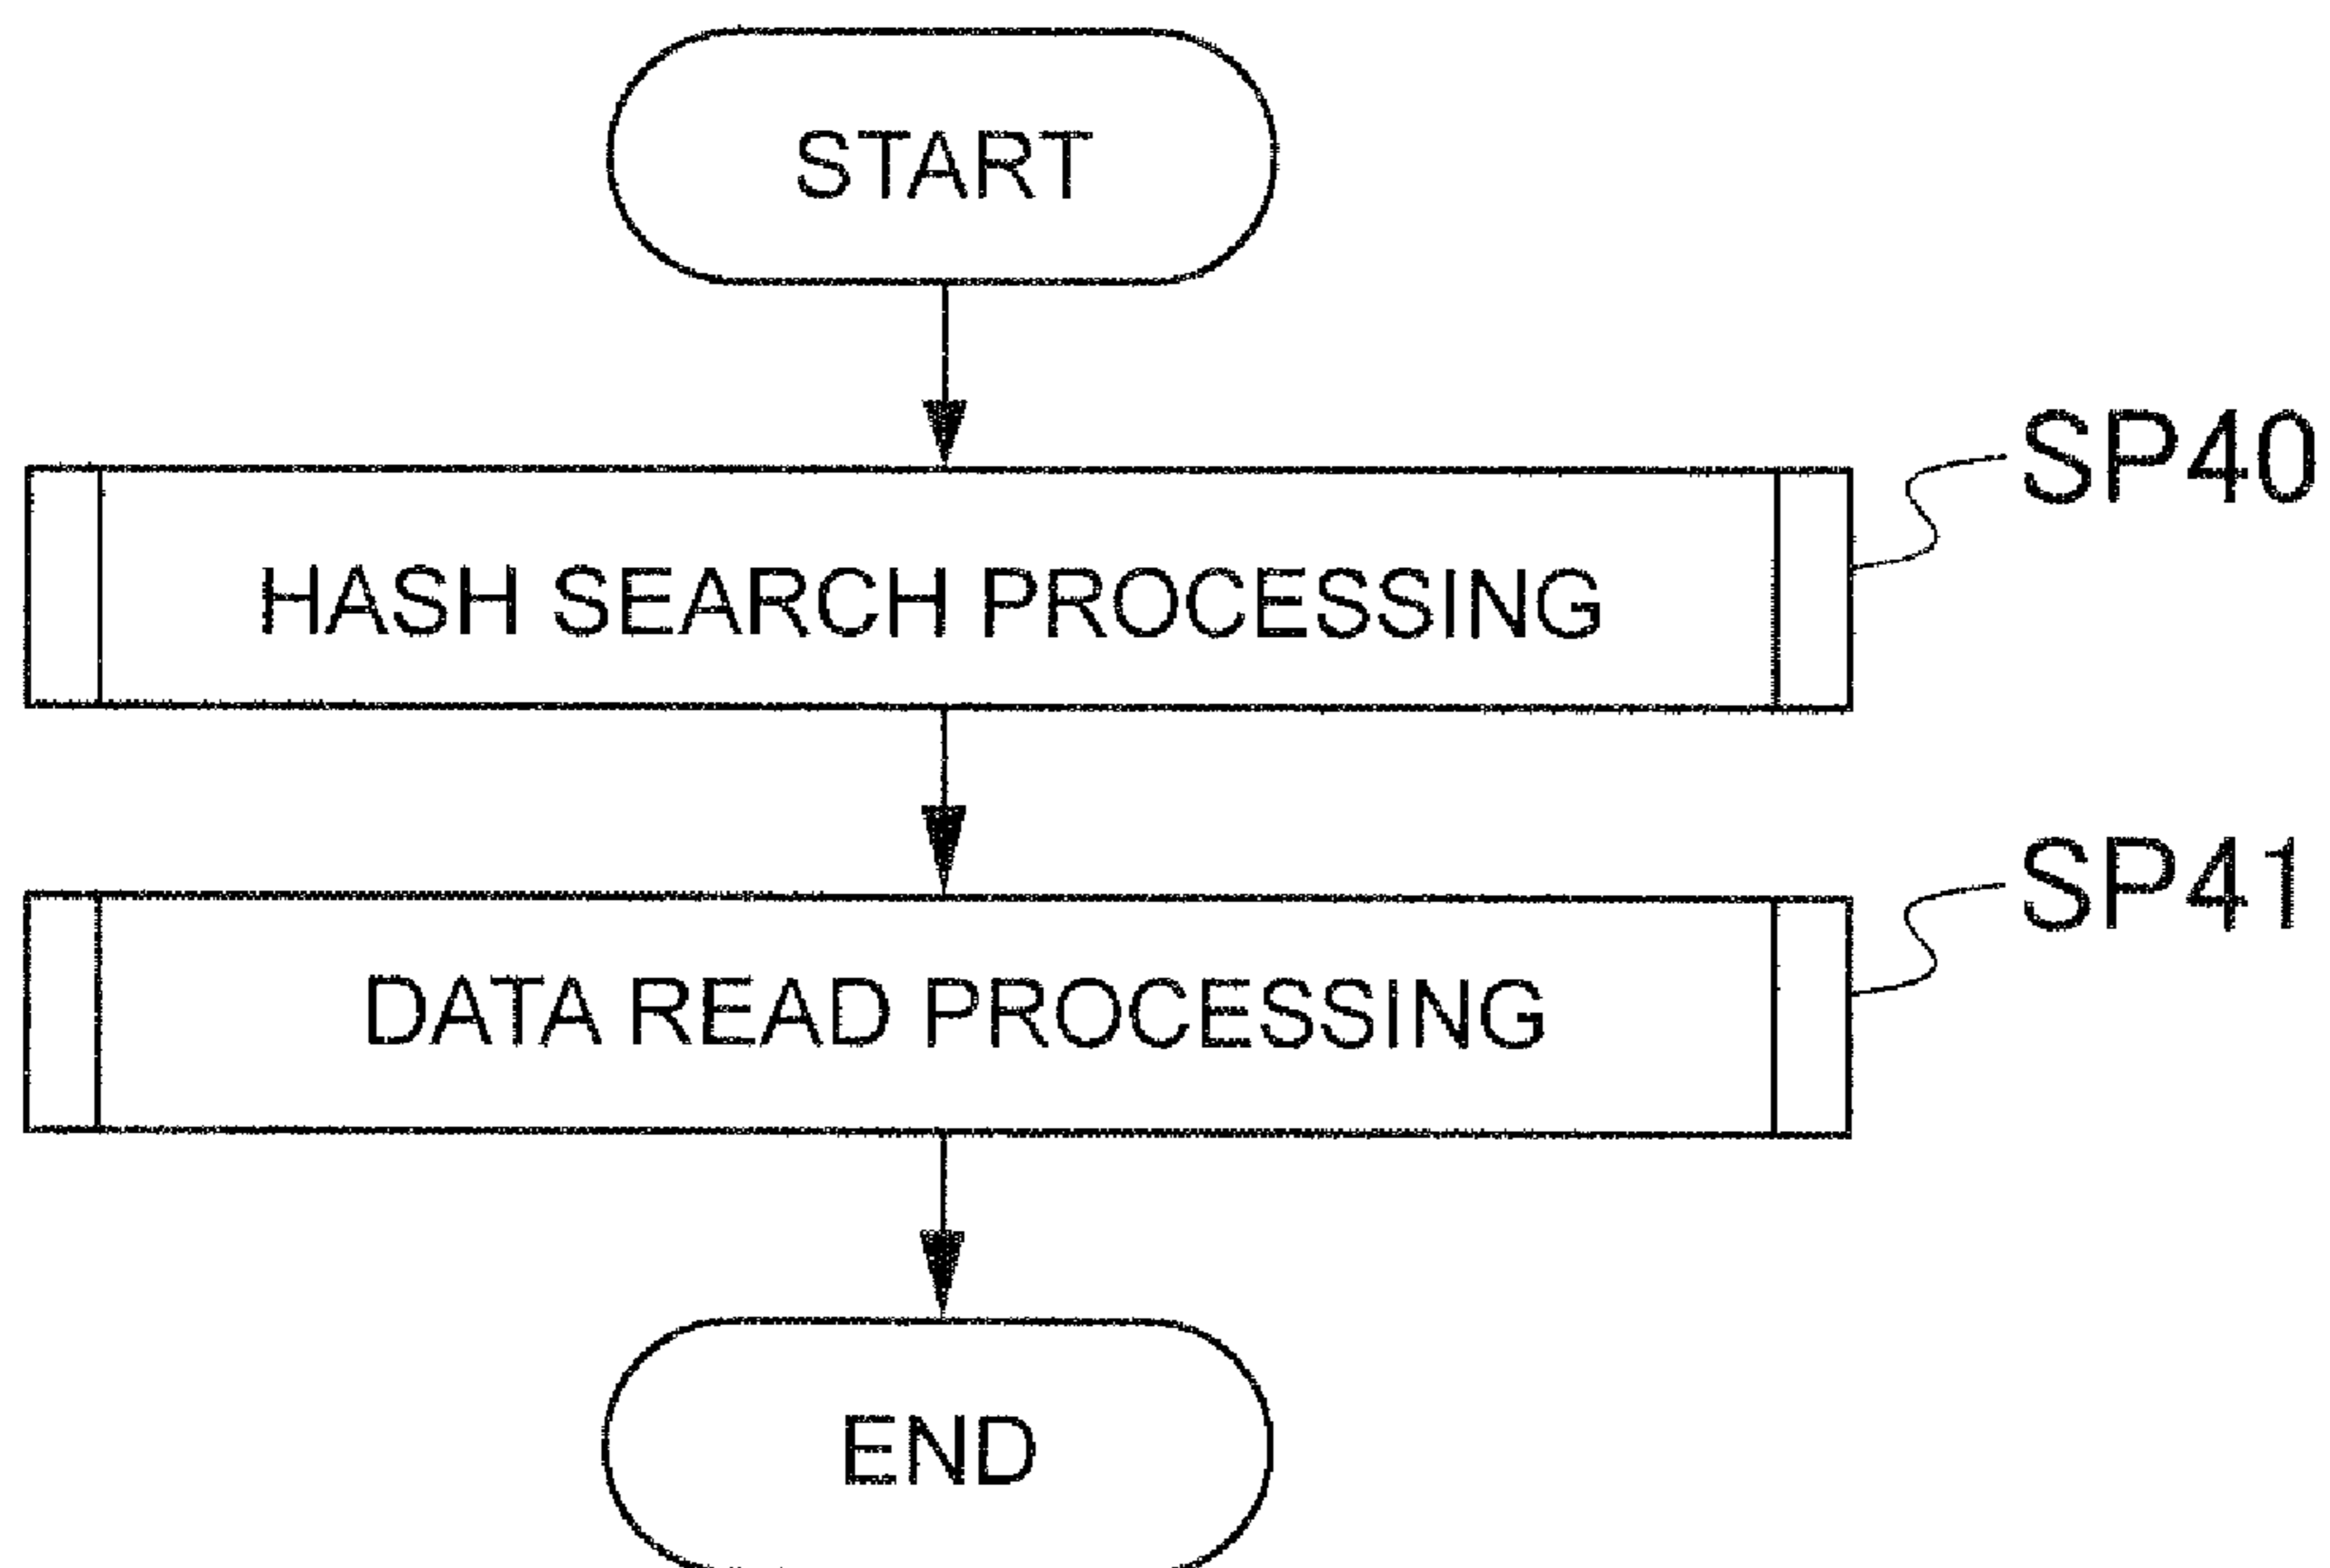 START
SP40
HASH SEARCH PROCESSING
SP41
DATA READ PROCESSING
END